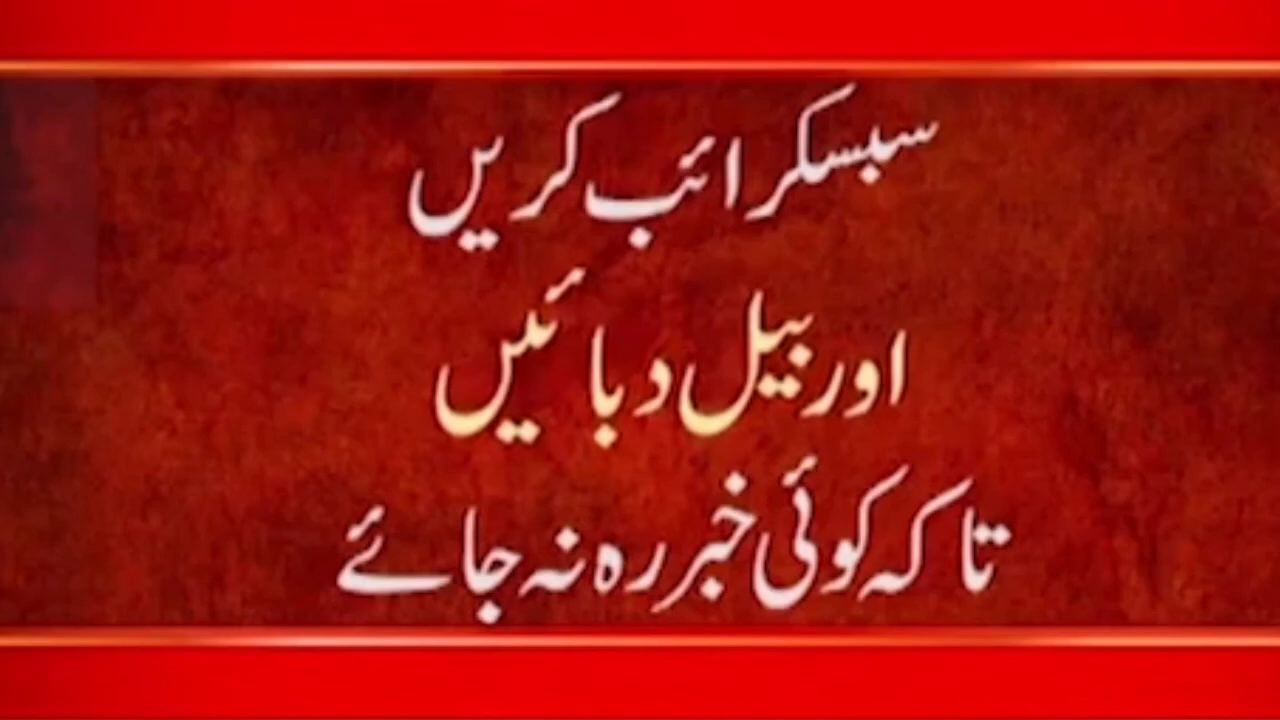 سبسکرائب کریں
اور بیل دبائیں
تاکہ کوئی خبر رہ نہ جائے